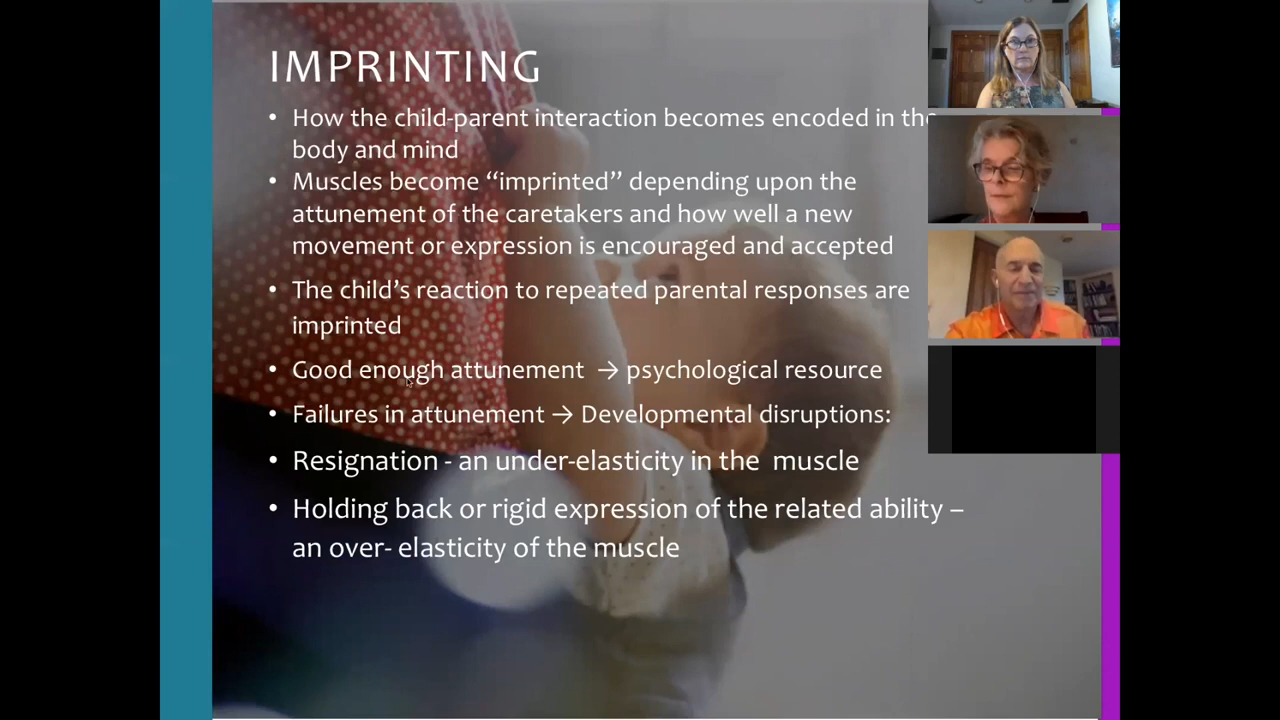 IMPRINTING
• How the child-parent interaction becomes encoded in the
body and mind
• Muscles become “imprinted” depending upon the
attunement of the caretakers and how well a new
movement or expression is encouraged and accepted
• The child’s reaction to repeated parental responses are
imprinted
• Good enough attunement → psychological resource
• Failures in attunement → Developmental disruptions:
• Resignation - an under-elasticity in the muscle
• Holding back or rigid expression of the related ability –
an over- elasticity of the muscle